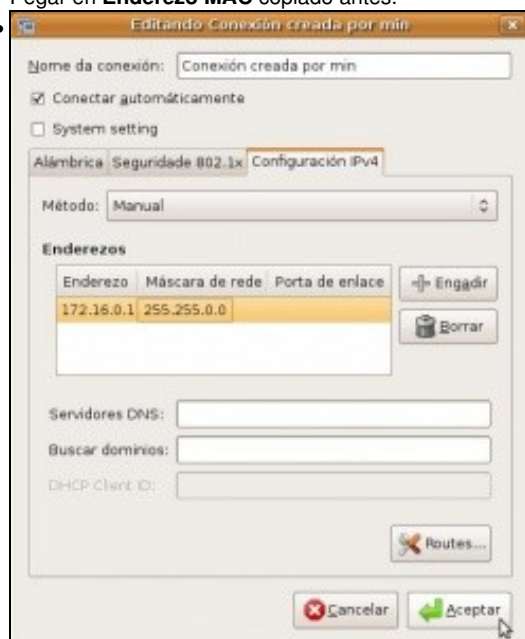 Pegar en Enderezo MAC copiado antes.
Editando Conexión creada por min
Nome da conexión: Conexión creada por min
Conectar automáticamente
System setting
Alámbrica Seguridade 802.1x Configuración IPv4
Método: Manual
Enderezos
Enderezo Máscara de rede Porta de enlace
Engadir
172.16.0.1 255.255.0.0
Borrar
Servidores DNS:
Buscar dominios:
DHCP Client ID:
Routes...
Cancelar Aceptar